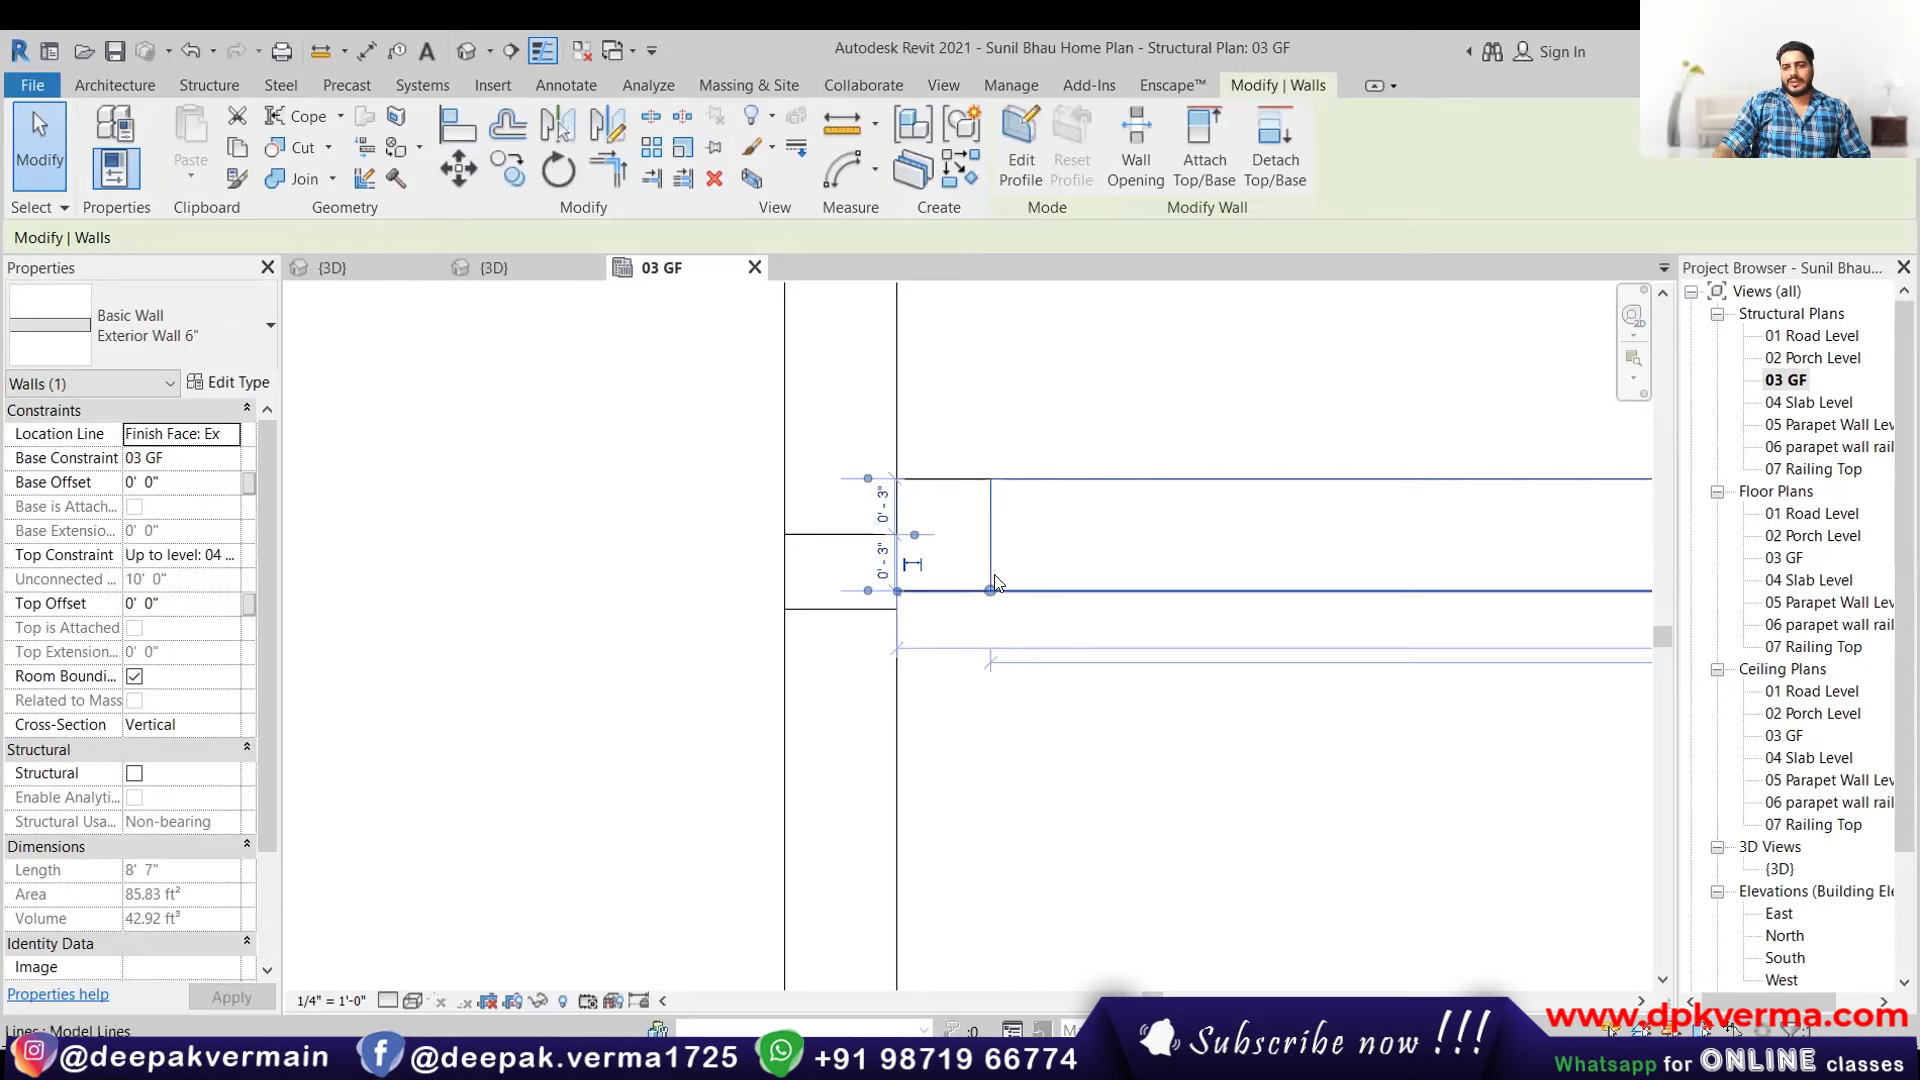 Autodesk Revit 2021 - Sunil Bhau Home Plan - Structural Plan: 03 GF
Sign In
File Architecture Structure Steel Precast Systems Insert Annotate Analyze Massing & Site Collaborate View Manage Add-Ins Enscape™ Modify | Walls
Modify
Paste
Cope
Cut
Join
Edit Profile
Reset Profile
Wall Opening
Attach Top/Base
Detach Top/Base
Select Properties Clipboard Geometry Modify View Measure Create Mode Modify Wall
Modify | Walls
Properties
{3D}
{3D}
03 GF
Project Browser - Sunil Bhau...
Basic Wall
Exterior Wall 6"
Walls (1)
Edit Type
Constraints
Location Line Finish Face: Ex
Base Constraint 03 GF
Base Offset 0' 0"
Base is Attach...
Base Extension... 0' 0"
Top Constraint Up to level: 04 ...
Unconnected ... 10' 0"
Top Offset 0' 0"
Top is Attached
Top Extension... 0' 0"
Room Boundi...
Related to Mass
Cross-Section Vertical
Structural
Structural
Enable Analyti...
Structural Usa... Non-bearing
Dimensions
Length 8' 7"
Area 85.83 ft²
Volume 42.92 ft³
Identity Data
Image
Properties help
Apply
0' - 3"
0' - 3"
2D
Views (all)
Structural Plans
01 Road Level
02 Porch Level
03 GF
04 Slab Level
05 Parapet Wall Lev
06 parapet wall rail
07 Railing Top
Floor Plans
01 Road Level
02 Porch Level
03 GF
04 Slab Level
05 Parapet Wall Lev
06 parapet wall rail
07 Railing Top
Ceiling Plans
01 Road Level
02 Porch Level
03 GF
04 Slab Level
05 Parapet Wall Lev
06 parapet wall rail
07 Railing Top
3D Views
{3D}
Elevations (Building Ele
East
North
South
West
1/4" = 1'-0"
Lines : Model Lines
:0
@deepakvermain
@deepak.verma1725
+91 98719 66774
Subscribe now !!!
www.dpkverma.com
Whatsapp for ONLINE classes